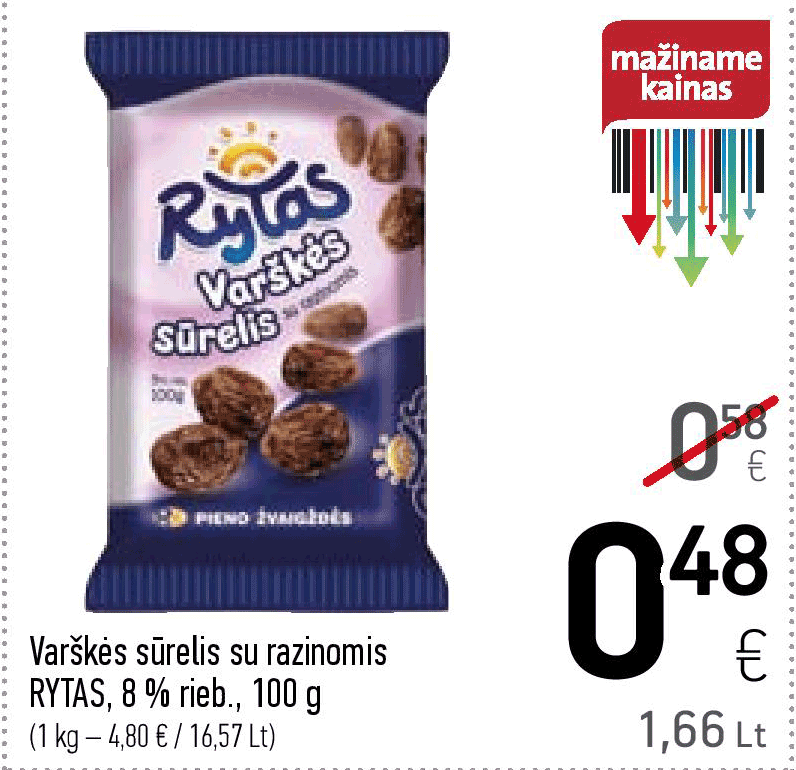 mažiname
kainas
Rytas
Varškės
sūrelis
su razinomis
100g
PIENO ŽVAIGŽDĖS
0 58
€
0 48
€
1,66 Lt
Varškės sūrelis su razinomis
RYTAS, 8 % rieb., 100 g
(1 kg – 4,80 € / 16,57 Lt)